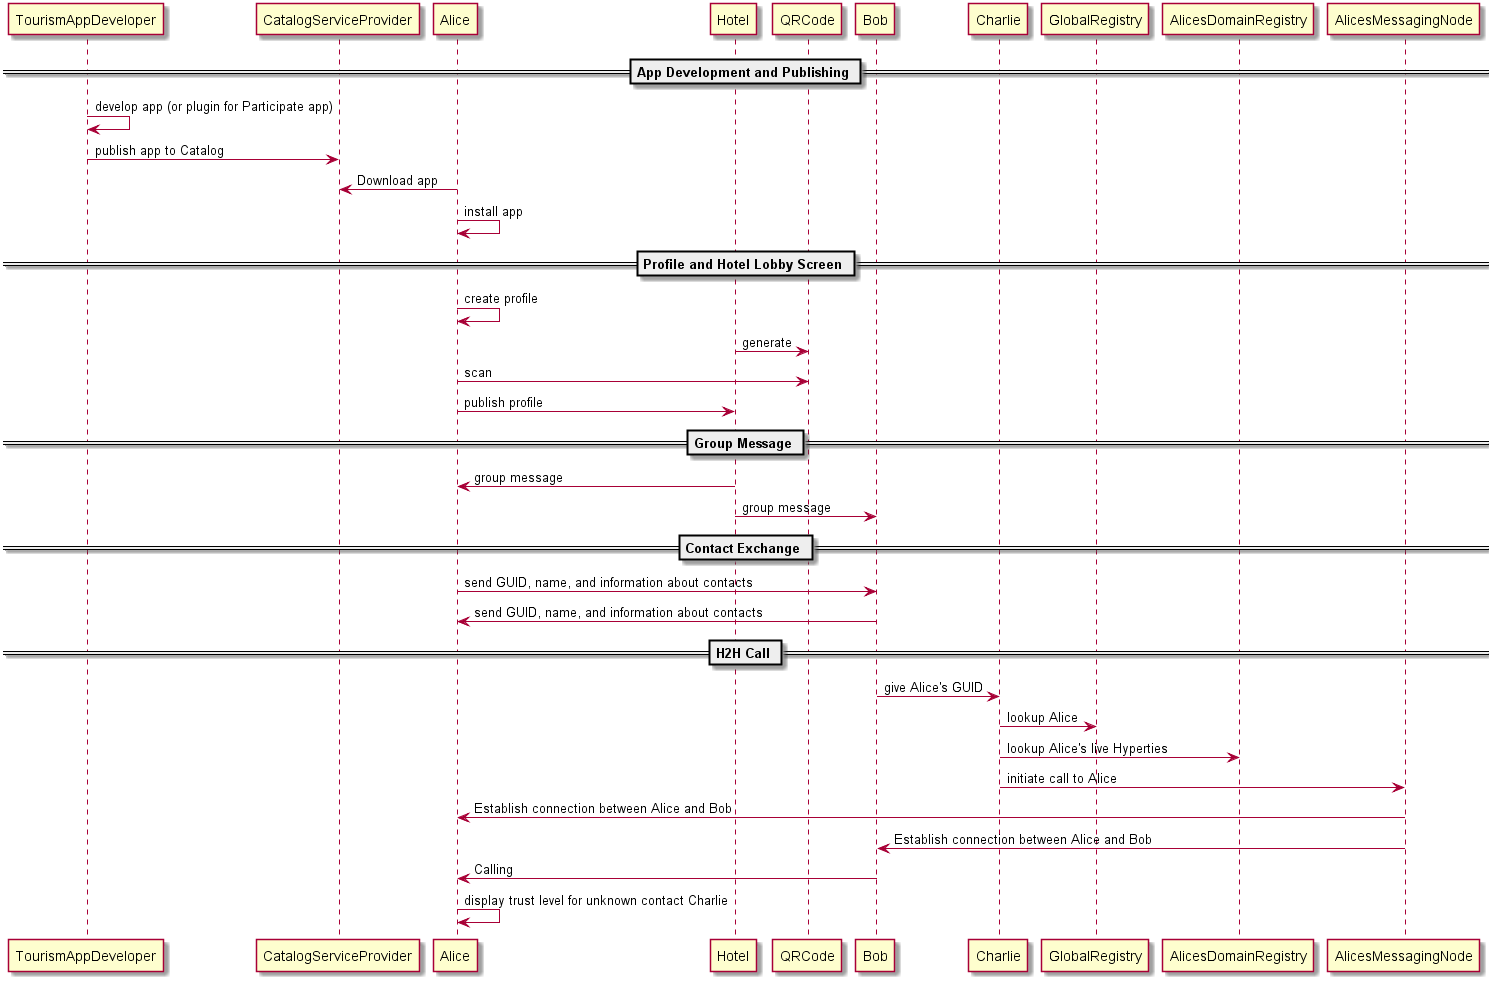 TourismAppDeveloper
CatalogServiceProvider
Alice
Hotel
QRCode
Bob
Charlie
GlobalRegistry
AlicesDomainRegistry
AlicesMessagingNode
App Development and Publishing
develop app (or plugin for Participate app)
publish app to Catalog
Download app
install app
Profile and Hotel Lobby Screen
create profile
generate
scan
publish profile
Group Message
group message
group message
Contact Exchange
send GUID, name, and information about contacts
send GUID, name, and information about contacts
H2H Call
give Alice's GUID
lookup Alice
lookup Alice's live Hyperties
initiate call to Alice
Establish connection between Alice and Bob
Establish connection between Alice and Bob
Calling
display trust level for unknown contact Charlie
TourismAppDeveloper
CatalogServiceProvider
Alice
Hotel
QRCode
Bob
Charlie
GlobalRegistry
AlicesDomainRegistry
AlicesMessagingNode